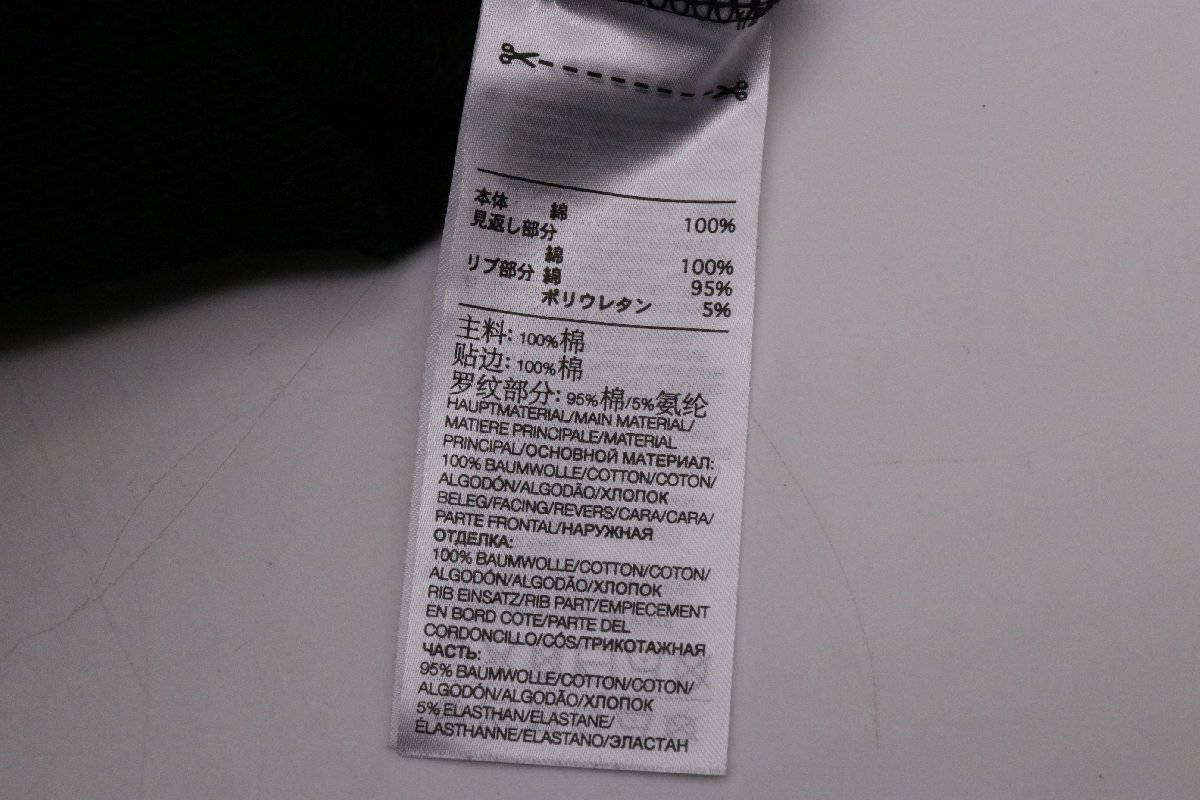 本体 綿 100%
見返し部分
綿 100%
リブ部分 綿 95%
ポリウレタン 5%
主料: 100%棉
贴边: 100%棉
罗纹部分: 95%棉/5%氨纶
HAUPTMATERIAL/MAIN MATERIAL/
MATIERE PRINCIPALE/MATERIAL
PRINCIPAL/ОСНОВНОЙ МАТЕРИАЛ:
100% BAUMWOLLE/COTTON/COTON/
ALGODÓN/ALGODÃO/ХЛОПОК
BELEG/FACING/REVERS/CARA/CARA/
PARTE FRONTAL/НАРУЖНАЯ
ОТДЕЛКА:
100% BAUMWOLLE/COTTON/COTON/
ALGODÓN/ALGODÃO/ХЛОПОК
RIB EINSATZ/RIB PART/EMPIECEMENT
EN BORD COTE/PARTE DEL
CORDONCILLO/CÓS/ТРИКОТАЖНАЯ
ЧАСТЬ:
95% BAUMWOLLE/COTTON/COTON/
ALGODÓN/ALGODÃO/ХЛОПОК
5% ELASTHAN/ELASTANE/
ÉLASTHANNE/ELASTANO/ЭЛАСТАН